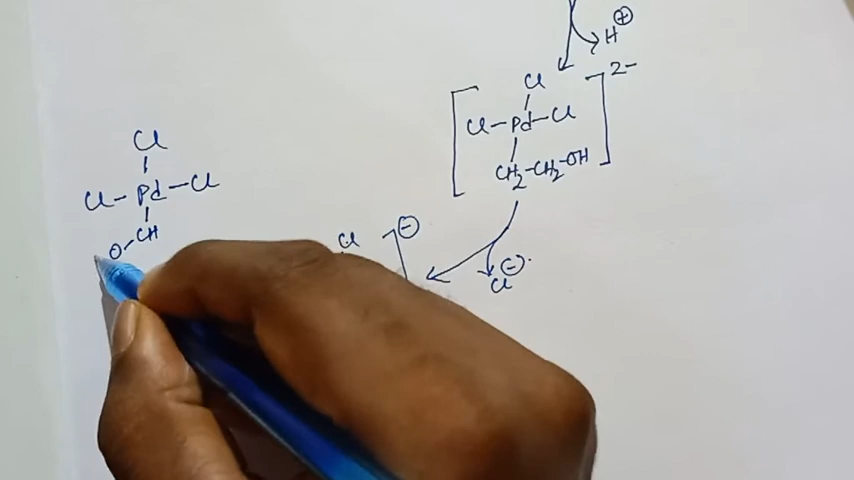 H⊕
2-
Cl
Cl-Pd-Cl
CH2-CH2-OH
Cl⊖
Cl
Cl-Pd-Cl
CH
O
Cl
⊖